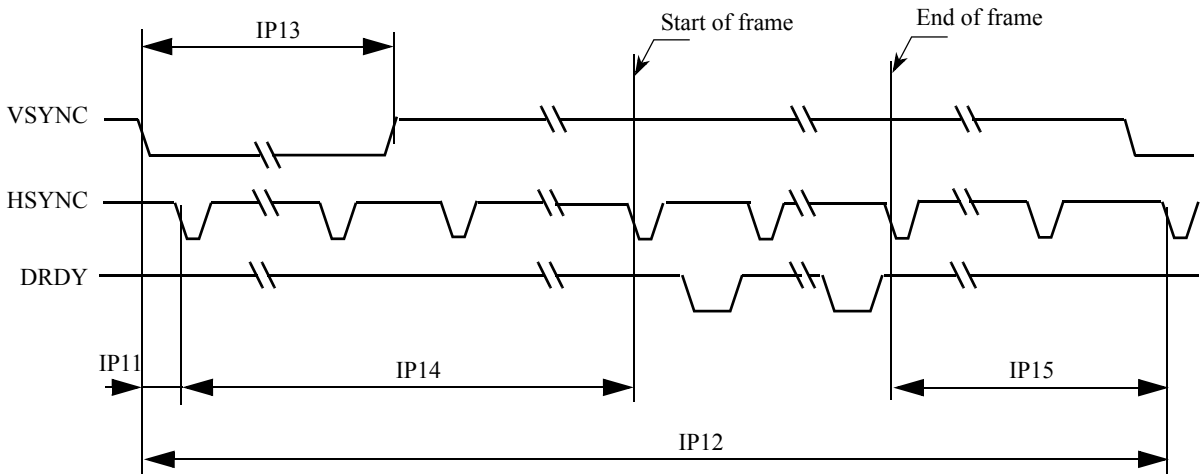 IP13
Start of frame
End of frame
VSYNC
HSYNC
DRDY
IP11
IP14
IP15
IP12